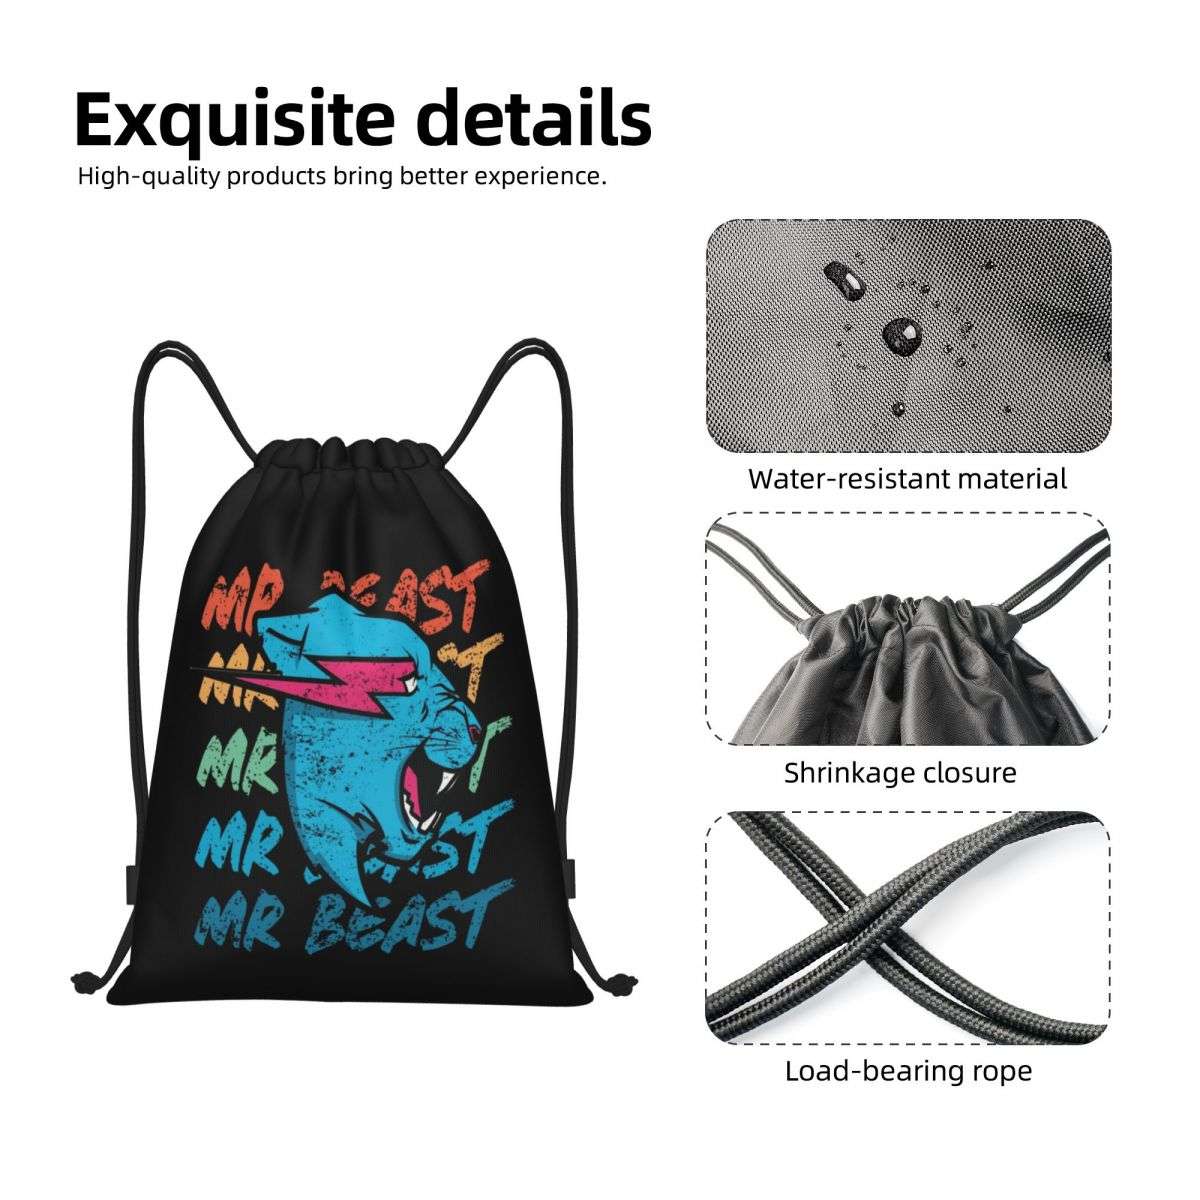 Exquisite details
High-quality products bring better experience.
Water-resistant material
Shrinkage closure
Load-bearing rope
MR BEAST
MR
MR
MR
MR BEAST